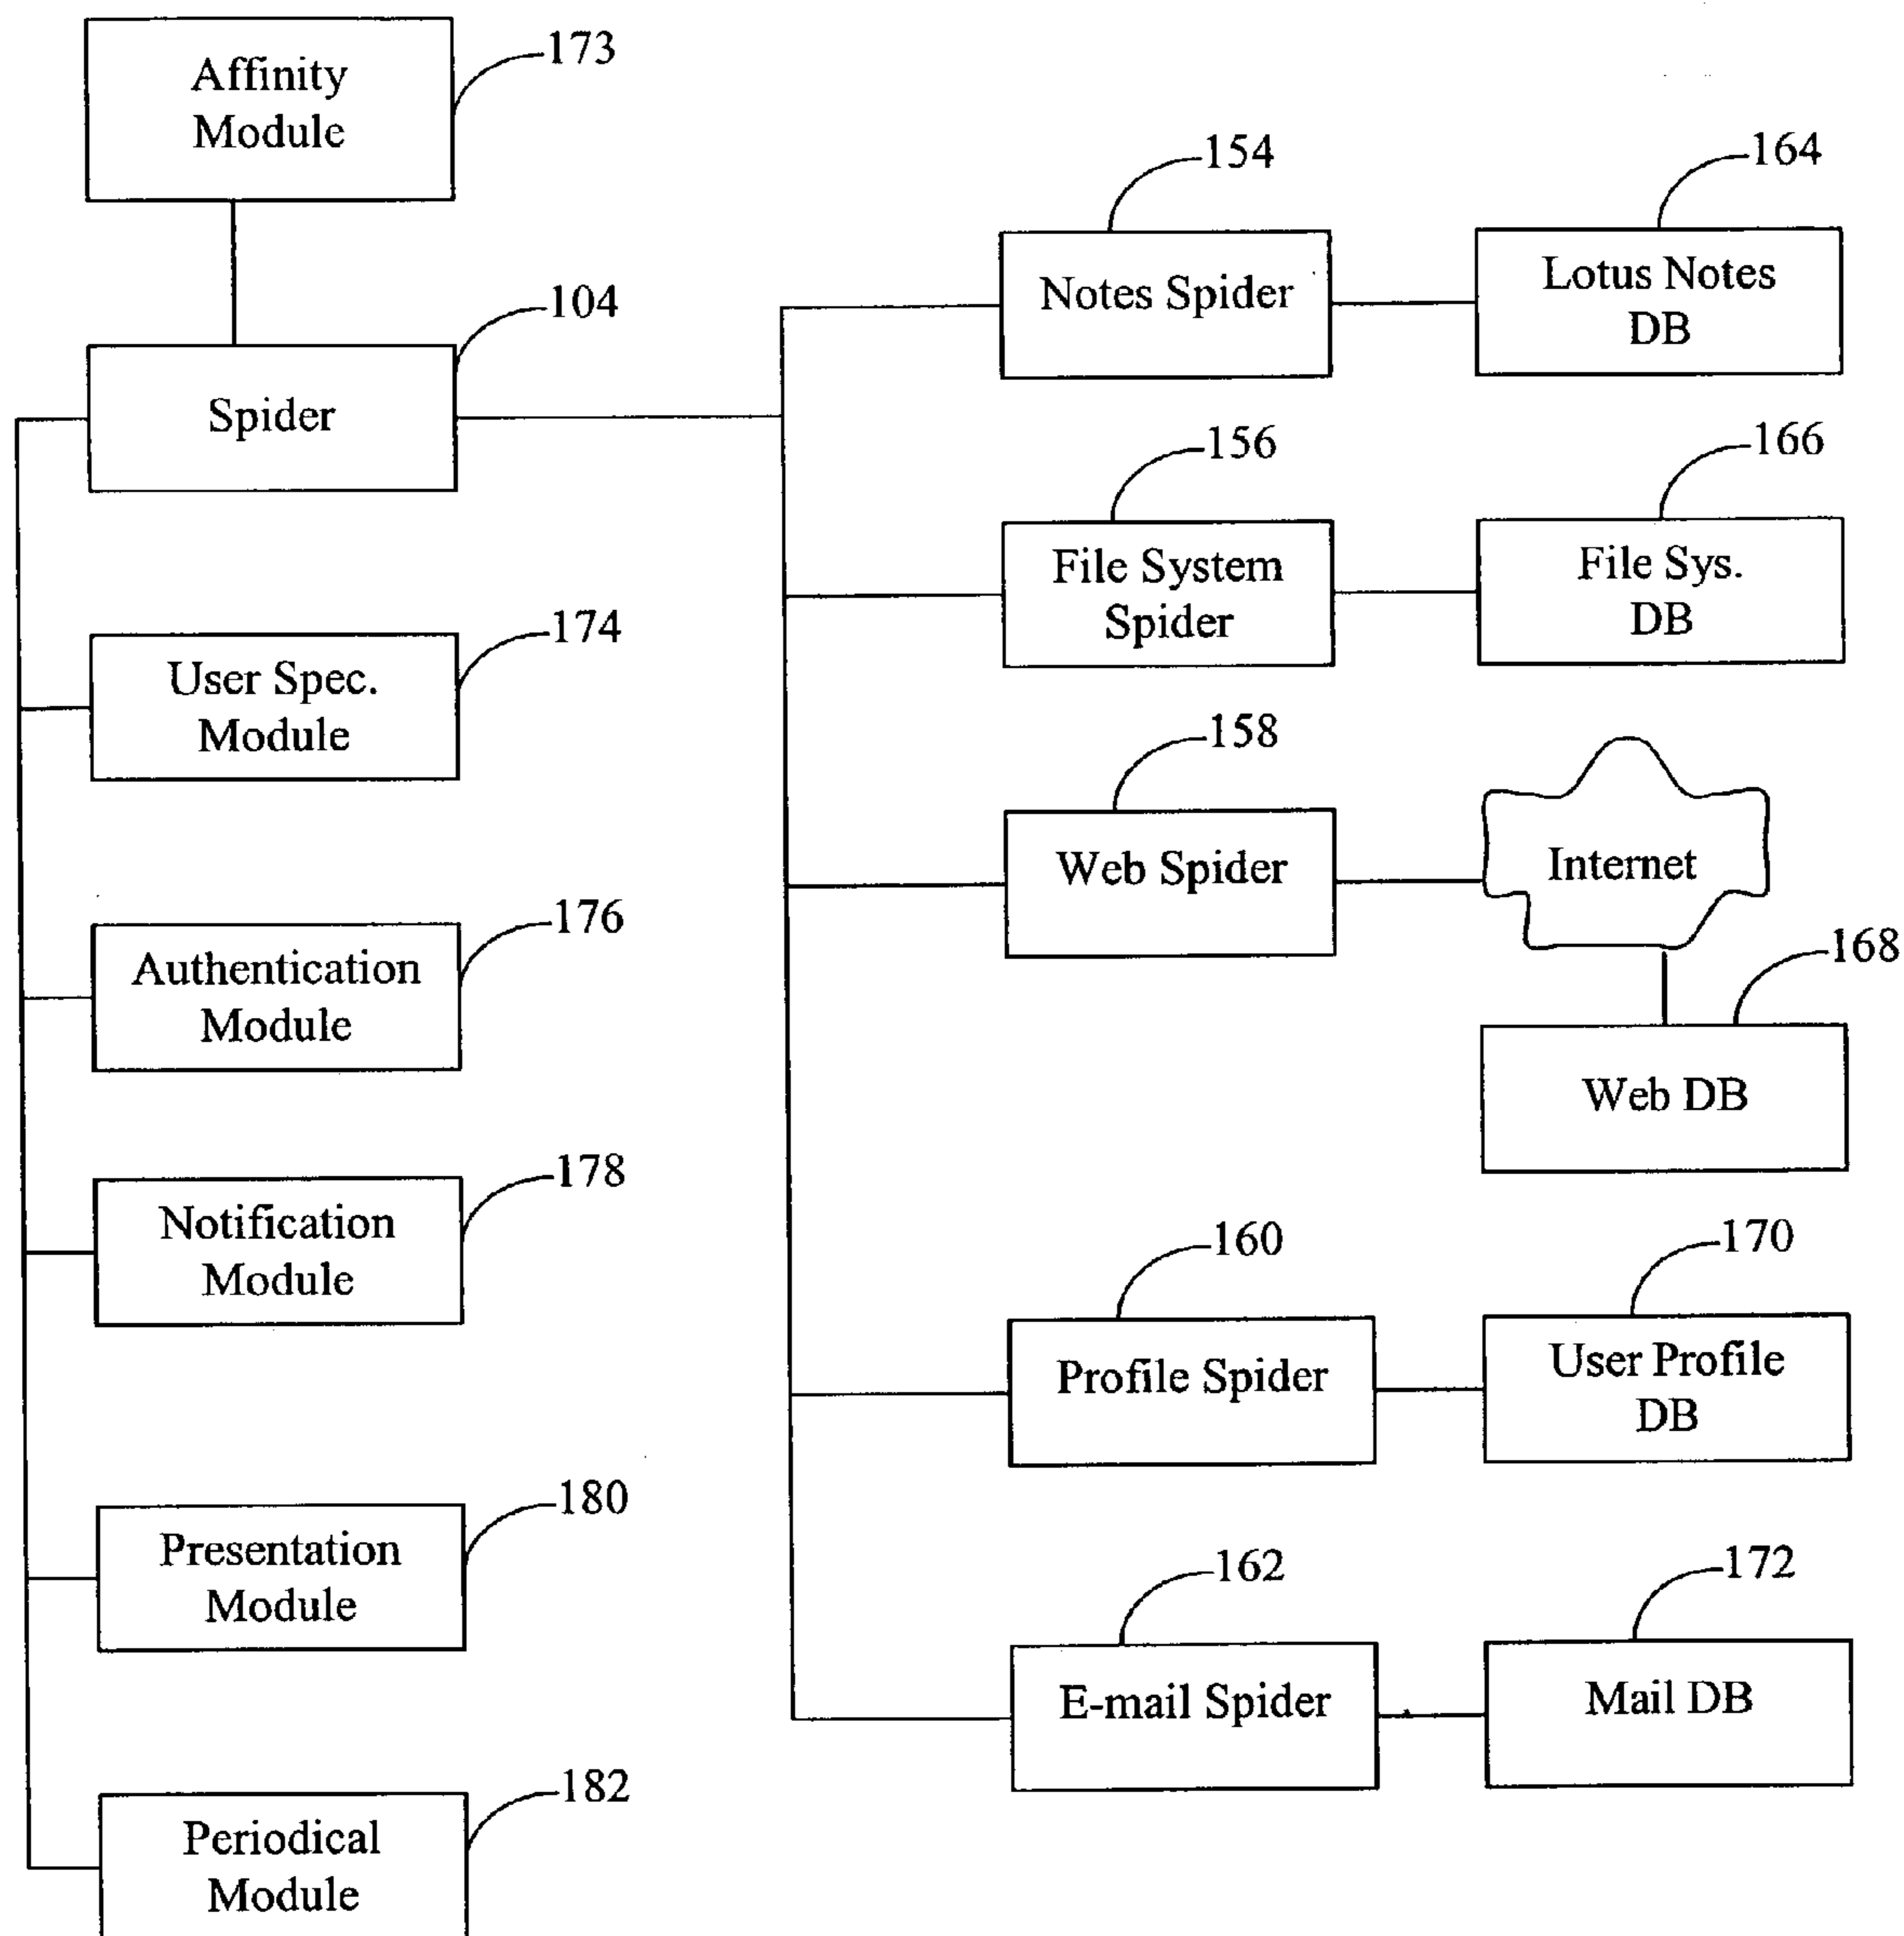 Affinity
Module
173
Spider
104
User Spec.
Module
174
Authentication
Module
176
Notification
Module
178
Presentation
Module
180
Periodical
Module
182
Notes Spider
154
Lotus Notes
DB
164
File System
Spider
156
File Sys.
DB
166
Web Spider
158
Internet
Web DB
168
Profile Spider
160
User Profile
DB
170
E-mail Spider
162
Mail DB
172